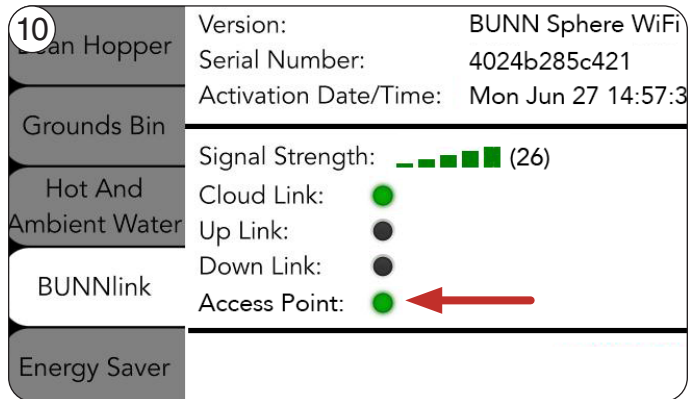 10
Hopper
Grounds Bin
Hot And
Ambient Water
BUNNlink
Energy Saver
Version: BUNN Sphere WiFi
Serial Number: 4024b285c421
Activation Date/Time: Mon Jun 27 14:57:3
Signal Strength: (26)
Cloud Link:
Up Link:
Down Link:
Access Point: